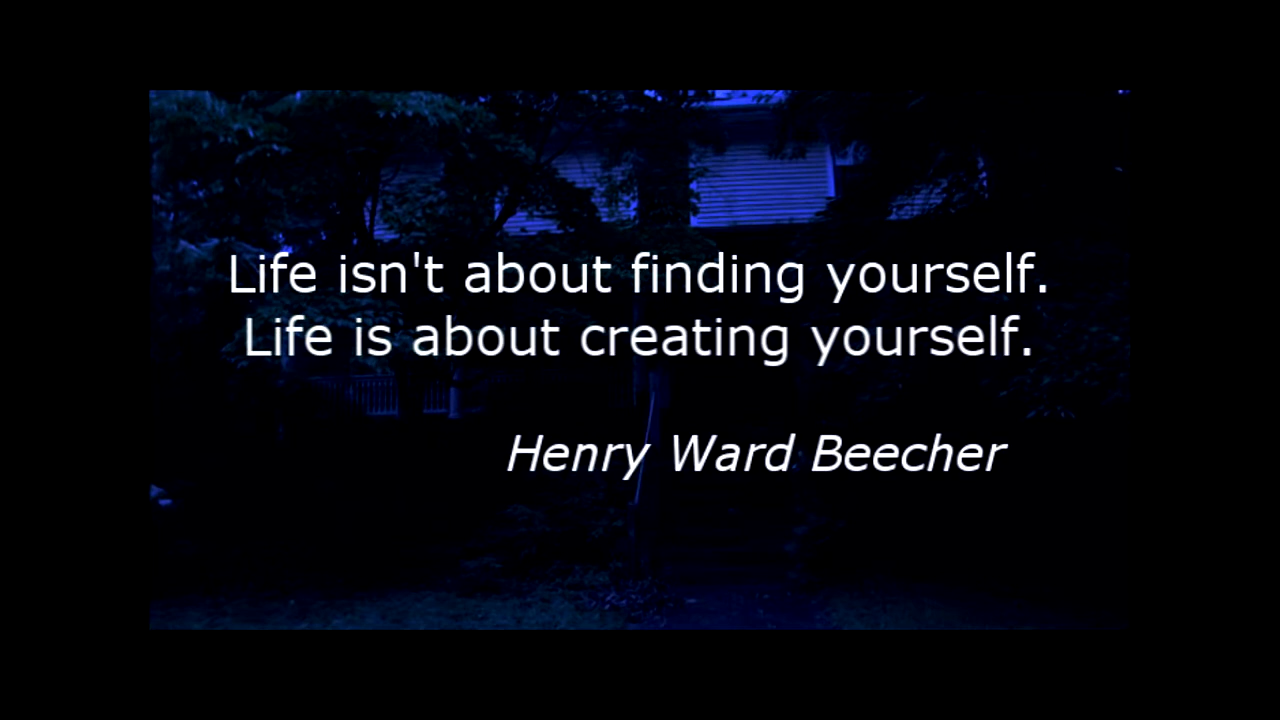 Life isn't about finding yourself.
Life is about creating yourself.
Henry Ward Beecher